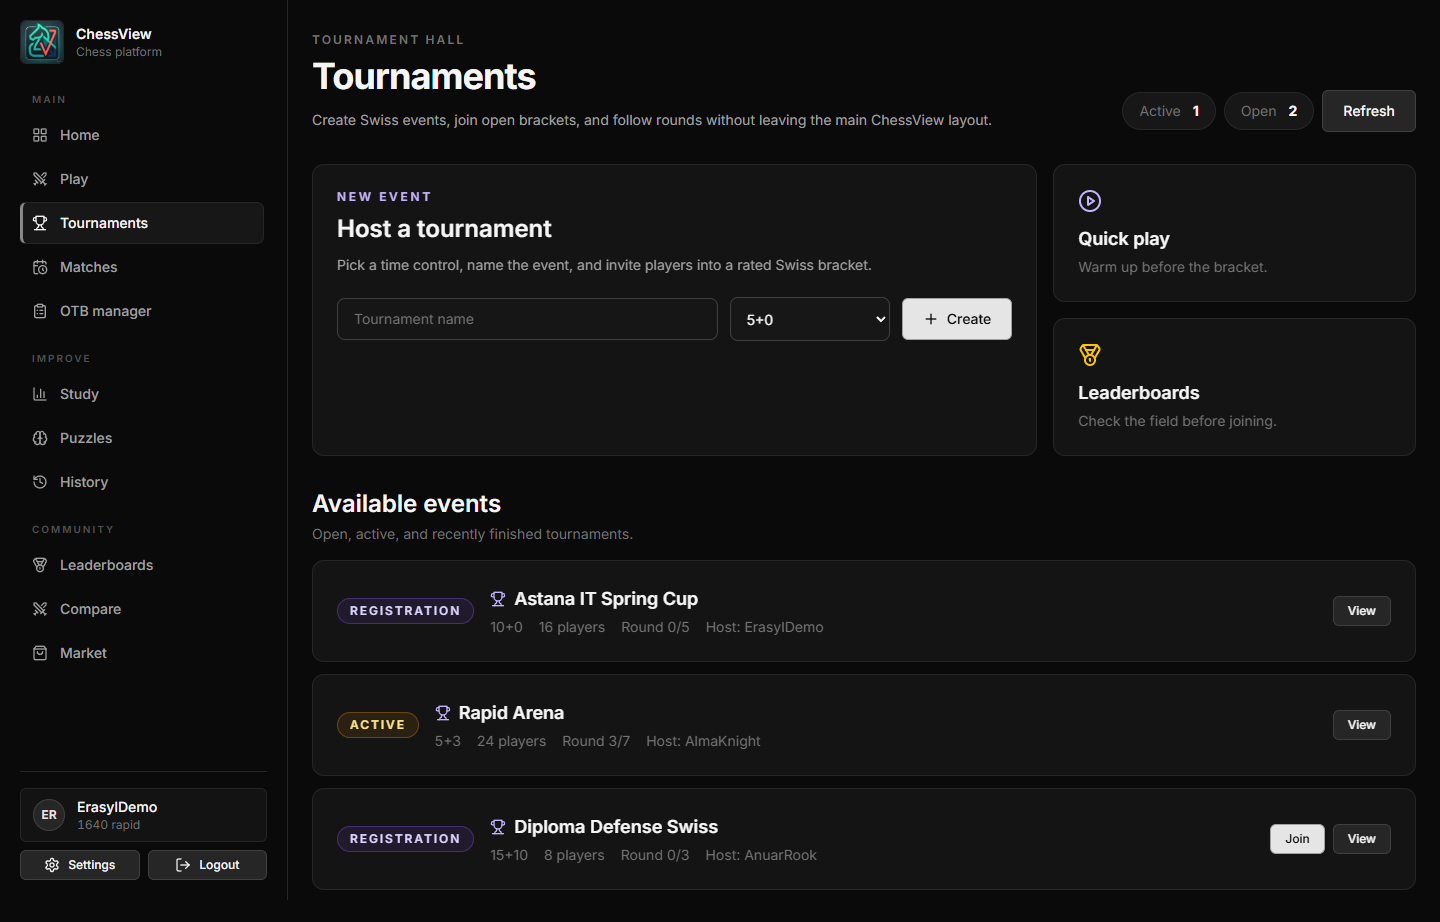 ChessView
Chess platform
MAIN
Home
Play
Tournaments
Matches
OTB manager
IMPROVE
Study
Puzzles
History
COMMUNITY
Leaderboards
Compare
Market
ER
ErasylDemo
1640 rapid
Settings
Logout
TOURNAMENT HALL
Tournaments
Create Swiss events, join open brackets, and follow rounds without leaving the main ChessView layout.
Active 1
Open 2
Refresh
NEW EVENT
Host a tournament
Pick a time control, name the event, and invite players into a rated Swiss bracket.
Tournament name
5+0
+ Create
Quick play
Warm up before the bracket.
Leaderboards
Check the field before joining.
Available events
Open, active, and recently finished tournaments.
REGISTRATION
Astana IT Spring Cup
10+0 16 players Round 0/5 Host: ErasylDemo
View
ACTIVE
Rapid Arena
5+3 24 players Round 3/7 Host: AlmaKnight
View
REGISTRATION
Diploma Defense Swiss
15+10 8 players Round 0/3 Host: AnuarRook
Join
View